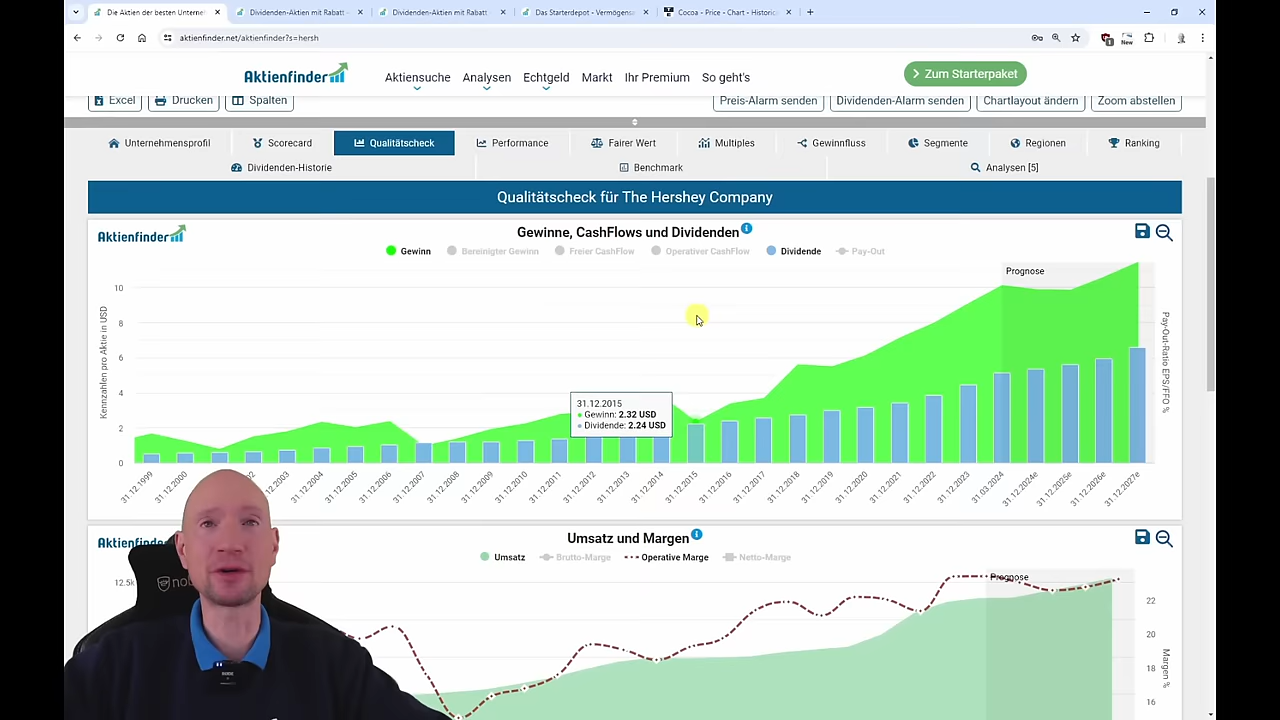 Die Aktien der besten Unterneh
Dividenden-Aktien mit Rabatt -
Dividenden-Aktien mit Rabatt
Das Starterdepot - Vermögens
Cocoa - Price - Chart - Historic
aktienfinder.net/aktienfinder?s=hersh
New
Aktienfinder
Aktiensuche
Analysen
Echtgeld
Markt
Ihr Premium
So geht's
Zum Starterpaket
Excel
Drucken
Spalten
Preis-Alarm senden
Dividenden-Alarm senden
Chartlayout ändern
Zoom abstellen
Unternehmensprofil
Scorecard
Qualitätscheck
Performance
Fairer Wert
Multiples
Gewinnfluss
Segmente
Regionen
Ranking
Dividenden-Historie
Benchmark
Analysen [5]
Qualitätscheck für The Hershey Company
Aktienfinder
Gewinne, CashFlows und Dividenden
Gewinn
Bereinigter Gewinn
Freier CashFlow
Operativer CashFlow
Dividende
Pay-Out
Prognose
Kennzahlen pro Aktie in USD
10
8
6
4
2
0
Pay-Out-Ratio EPS/FFO %
31.12.2015
Gewinn: 2.32 USD
Dividende: 2.24 USD
31.12.1999
31.12.2000
02
31.12.2003
31.12.2004
31.12.2005
31.12.2006
31.12.2007
31.12.2008
31.12.2009
31.12.2010
31.12.2011
31.12.2012
31.12.2013
31.12.2014
31.12.2015
31.12.2016
31.12.2017
31.12.2018
31.12.2019
31.12.2020
31.12.2021
31.12.2022
31.12.2023
31.03.2024
31.12.2024e
31.12.2025e
31.12.2026e
31.12.2027e
Aktienfinder
Umsatz und Margen
Umsatz
Brutto-Marge
Operative Marge
Netto-Marge
12.5k
Prognose
22
20
18
16
Margen %